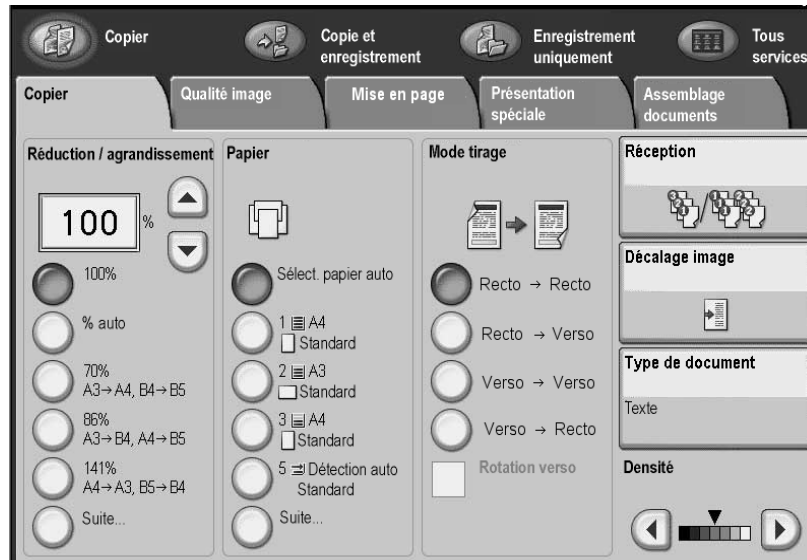 Copier
Copie et
enregistrement
Enregistrement
uniquement
Tous
services
Copier
Qualité image
Mise en page
Présentation
spéciale
Assemblage
documents
Réduction / agrandissement
100 %
100%
% auto
70%
A3→A4, B4→B5
86%
A3→B4, A4→B5
141%
A4→A3, B5→B4
Suite...
Papier
Sélect. papier auto
1 A4
Standard
2 A3
Standard
3 A4
Standard
5 Détection auto
Standard
Suite...
Mode tirage
Recto → Recto
Recto → Verso
Verso → Verso
Verso → Recto
Rotation verso
Réception
Décalage image
Type de document
Texte
Densité